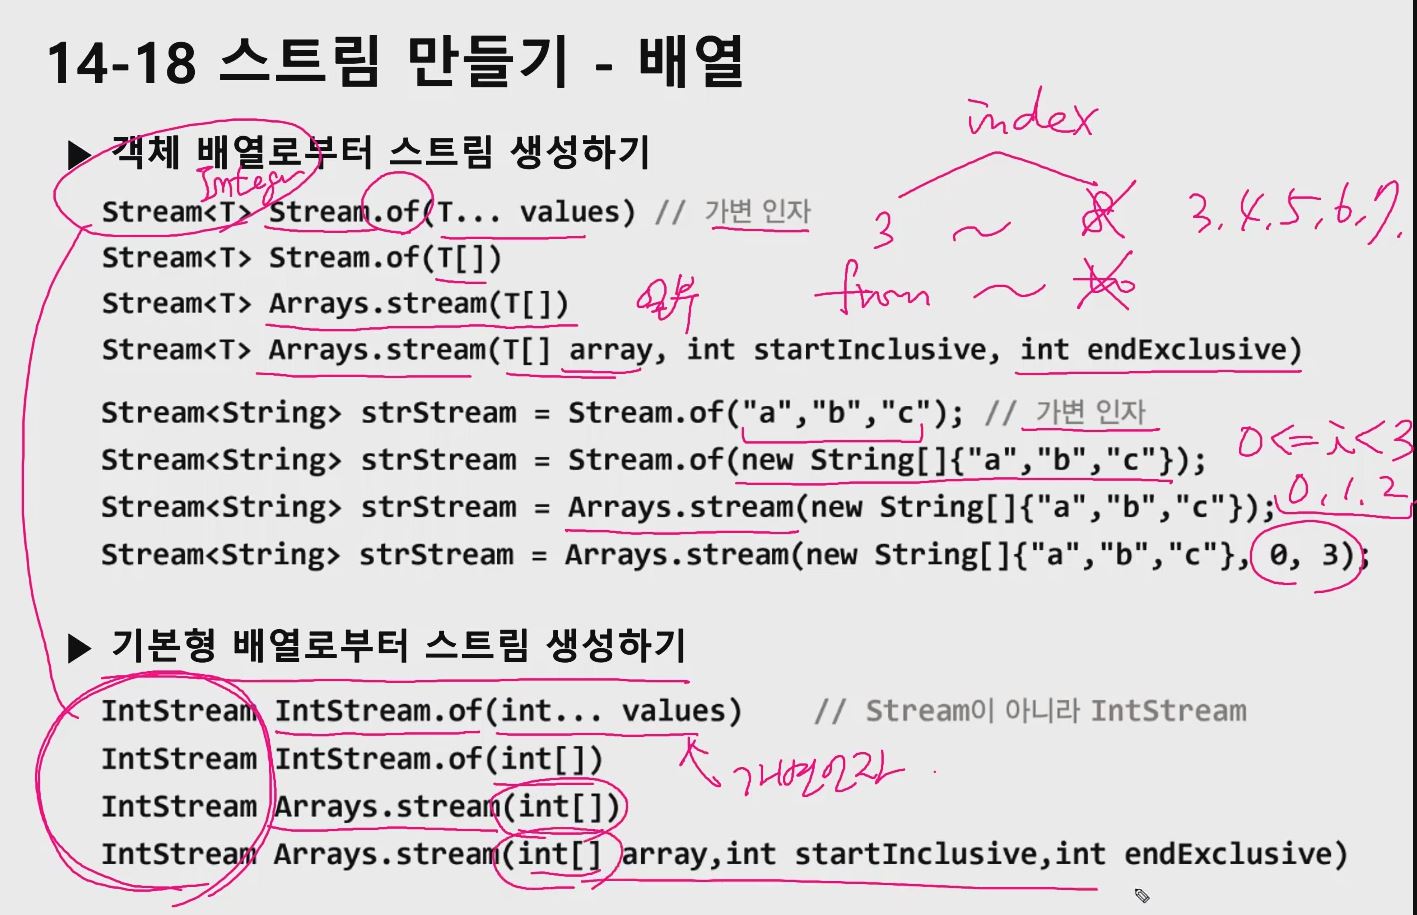 14-18 스트림 만들기 - 배열
index
▶ 객체 배열로부터 스트림 생성하기
Integer
Stream<T> Stream.of(T... values) // 가변 인자
3 ~ 8 3, 4, 5, 6, 7.
Stream<T> Stream.of(T[])
from ~ to
Stream<T> Arrays.stream(T[])
일부
Stream<T> Arrays.stream(T[] array, int startInclusive, int endExclusive)
Stream<String> strStream = Stream.of("a","b","c"); // 가변 인자
0<=i<3
Stream<String> strStream = Stream.of(new String[]{"a","b","c"});
0, 1, 2
Stream<String> strStream = Arrays.stream(new String[]{"a","b","c"});
Stream<String> strStream = Arrays.stream(new String[]{"a","b","c"}, 0, 3);
▶ 기본형 배열로부터 스트림 생성하기
IntStream IntStream.of(int... values) // Stream이 아니라 IntStream
IntStream IntStream.of(int[])
가변인자
IntStream Arrays.stream(int[])
IntStream Arrays.stream(int[] array,int startInclusive,int endExclusive)